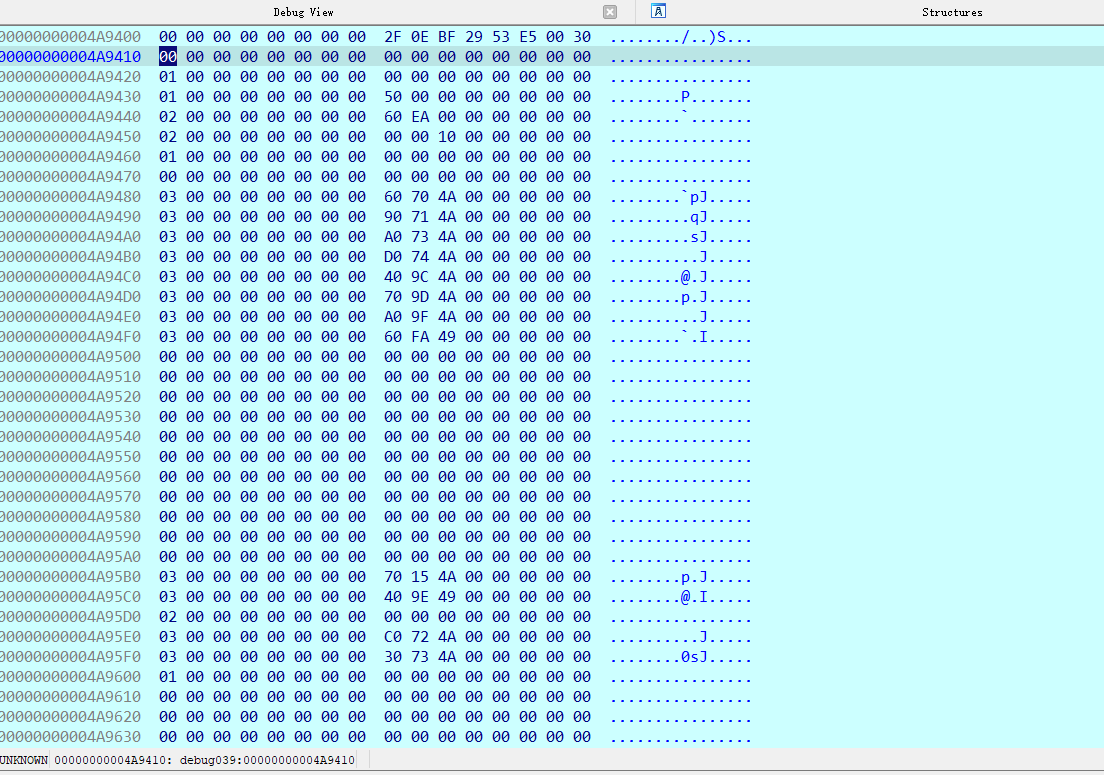 Debug View A Structures
00000000004A9400 00 00 00 00 00 00 00 00 2F 0E BF 29 53 E5 00 30 ......../..)S...
00000000004A9410 00 00 00 00 00 00 00 00 00 00 00 00 00 00 00 00 ................
00000000004A9420 01 00 00 00 00 00 00 00 00 00 00 00 00 00 00 00 ................
00000000004A9430 01 00 00 00 00 00 00 00 50 00 00 00 00 00 00 00 ........P.......
00000000004A9440 02 00 00 00 00 00 00 00 60 EA 00 00 00 00 00 00 ........`.......
00000000004A9450 02 00 00 00 00 00 00 00 00 00 10 00 00 00 00 00 ................
00000000004A9460 01 00 00 00 00 00 00 00 00 00 00 00 00 00 00 00 ................
00000000004A9470 00 00 00 00 00 00 00 00 00 00 00 00 00 00 00 00 ................
00000000004A9480 03 00 00 00 00 00 00 00 60 70 4A 00 00 00 00 00 ........`pJ.....
00000000004A9490 03 00 00 00 00 00 00 00 90 71 4A 00 00 00 00 00 .........qJ.....
00000000004A94A0 03 00 00 00 00 00 00 00 A0 73 4A 00 00 00 00 00 .........sJ.....
00000000004A94B0 03 00 00 00 00 00 00 00 D0 74 4A 00 00 00 00 00 ..........J.....
00000000004A94C0 03 00 00 00 00 00 00 00 40 9C 4A 00 00 00 00 00 ........@.J.....
00000000004A94D0 03 00 00 00 00 00 00 00 70 9D 4A 00 00 00 00 00 ........p.J.....
00000000004A94E0 03 00 00 00 00 00 00 00 A0 9F 4A 00 00 00 00 00 ..........J.....
00000000004A94F0 03 00 00 00 00 00 00 00 60 FA 49 00 00 00 00 00 ........`.I.....
00000000004A9500 00 00 00 00 00 00 00 00 00 00 00 00 00 00 00 00 ................
00000000004A9510 00 00 00 00 00 00 00 00 00 00 00 00 00 00 00 00 ................
00000000004A9520 00 00 00 00 00 00 00 00 00 00 00 00 00 00 00 00 ................
00000000004A9530 00 00 00 00 00 00 00 00 00 00 00 00 00 00 00 00 ................
00000000004A9540 00 00 00 00 00 00 00 00 00 00 00 00 00 00 00 00 ................
00000000004A9550 00 00 00 00 00 00 00 00 00 00 00 00 00 00 00 00 ................
00000000004A9560 00 00 00 00 00 00 00 00 00 00 00 00 00 00 00 00 ................
00000000004A9570 00 00 00 00 00 00 00 00 00 00 00 00 00 00 00 00 ................
00000000004A9580 00 00 00 00 00 00 00 00 00 00 00 00 00 00 00 00 ................
00000000004A9590 00 00 00 00 00 00 00 00 00 00 00 00 00 00 00 00 ................
00000000004A95A0 00 00 00 00 00 00 00 00 00 00 00 00 00 00 00 00 ................
00000000004A95B0 03 00 00 00 00 00 00 00 70 15 4A 00 00 00 00 00 ........p.J.....
00000000004A95C0 03 00 00 00 00 00 00 00 40 9E 49 00 00 00 00 00 ........@.I.....
00000000004A95D0 02 00 00 00 00 00 00 00 00 00 00 00 00 00 00 00 ................
00000000004A95E0 03 00 00 00 00 00 00 00 C0 72 4A 00 00 00 00 00 ..........J.....
00000000004A95F0 03 00 00 00 00 00 00 00 30 73 4A 00 00 00 00 00 ........0sJ.....
00000000004A9600 01 00 00 00 00 00 00 00 00 00 00 00 00 00 00 00 ................
00000000004A9610 00 00 00 00 00 00 00 00 00 00 00 00 00 00 00 00 ................
00000000004A9620 00 00 00 00 00 00 00 00 00 00 00 00 00 00 00 00 ................
00000000004A9630 00 00 00 00 00 00 00 00 00 00 00 00 00 00 00 00 ................
UNKNOWN 00000000004A9410: debug039:00000000004A9410